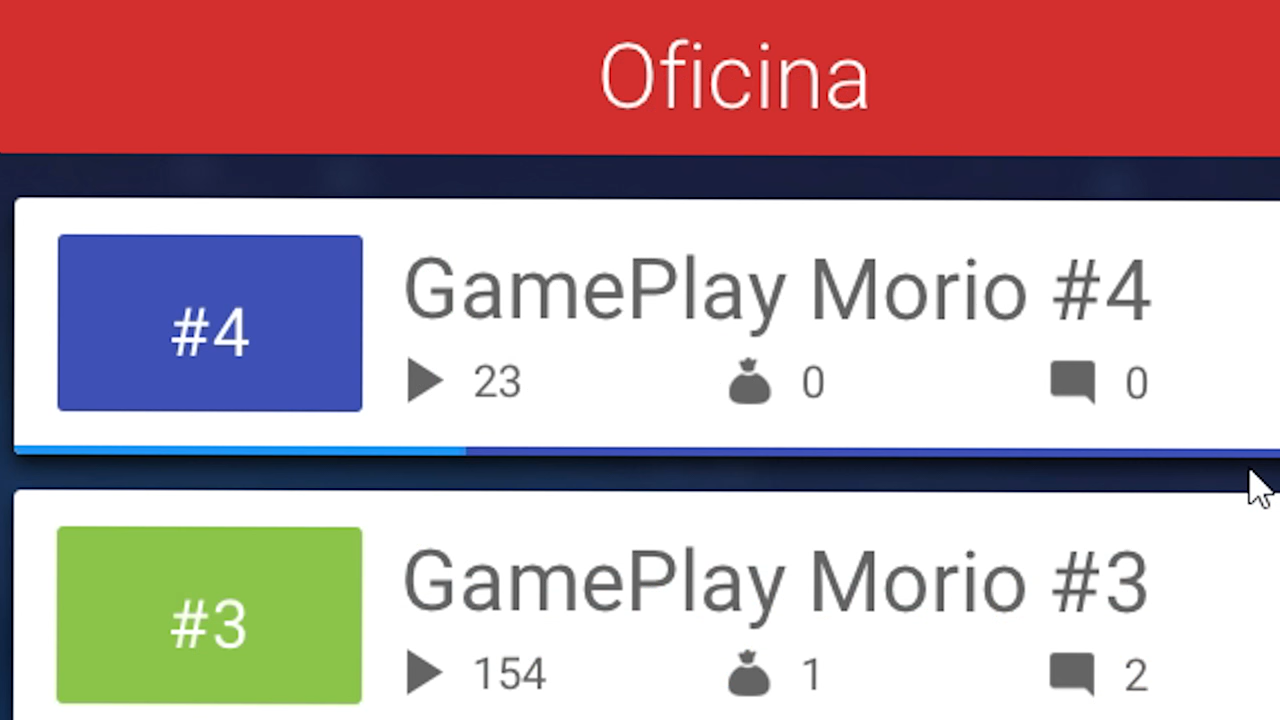 Oficina
#4
GamePlay Morio #4
23 0 0
#3
GamePlay Morio #3
154 1 2